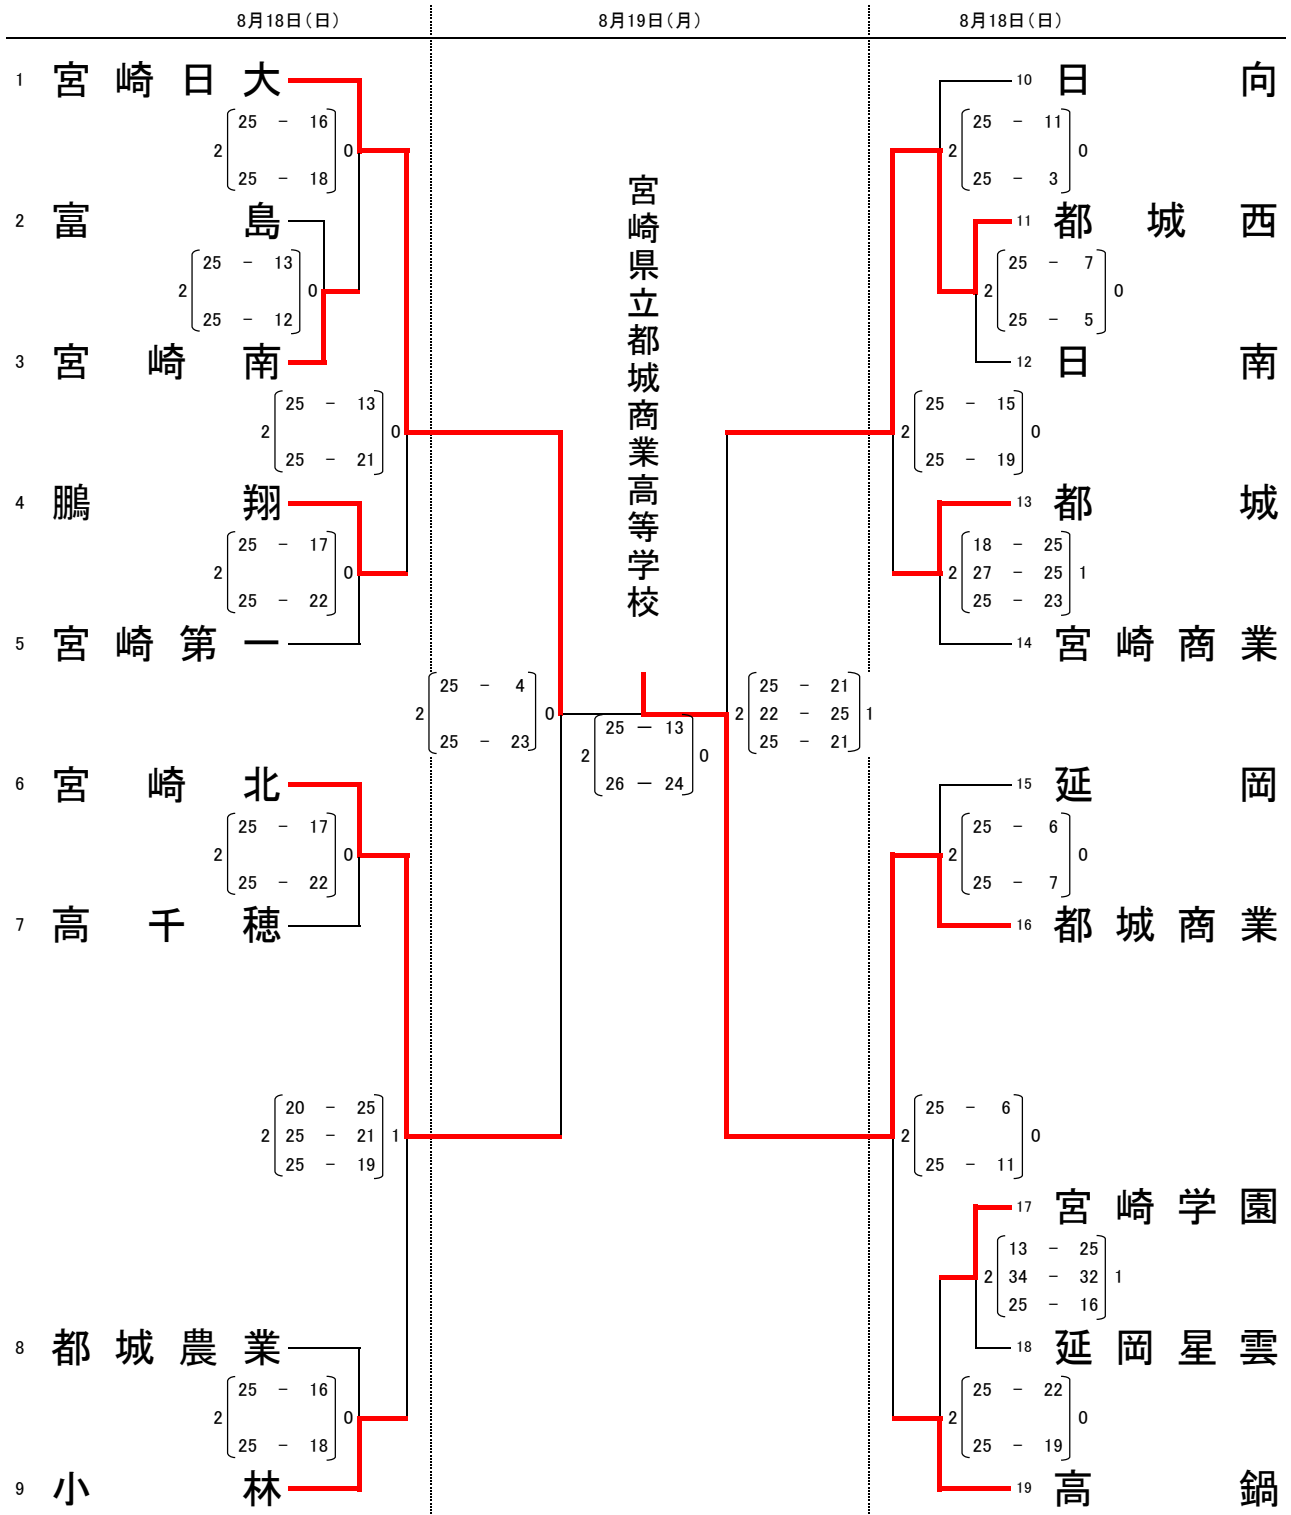 8月18日(日)
8月19日(月)
8月18日(日)
1 宮崎日大
2 25 - 16 0
25 - 18
2 富島
2 25 - 13 0
25 - 12
3 宮崎南
2 25 - 13 0
25 - 21
4 鵬翔
2 25 - 17 0
25 - 22
5 宮崎第一
2 25 - 4 0
25 - 23
6 宮崎北
2 25 - 17 0
25 - 22
7 高千穂
20 - 25
2 25 - 21 1
25 - 19
8 都城農業
2 25 - 16 0
25 - 18
9 小林
宮崎県立都城商業高等学校
2 25 - 13 0
26 - 24
10 日向
2 25 - 11 0
25 - 3
11 都城西
2 25 - 7 0
25 - 5
12 日南
2 25 - 15 0
25 - 19
13 都城
18 - 25
2 27 - 25 1
25 - 23
14 宮崎商業
25 - 21
2 22 - 25 1
25 - 21
15 延岡
2 25 - 6 0
25 - 7
16 都城商業
2 25 - 6 0
25 - 11
17 宮崎学園
13 - 25
2 34 - 32 1
25 - 16
18 延岡星雲
2 25 - 22 0
25 - 19
19 高鍋